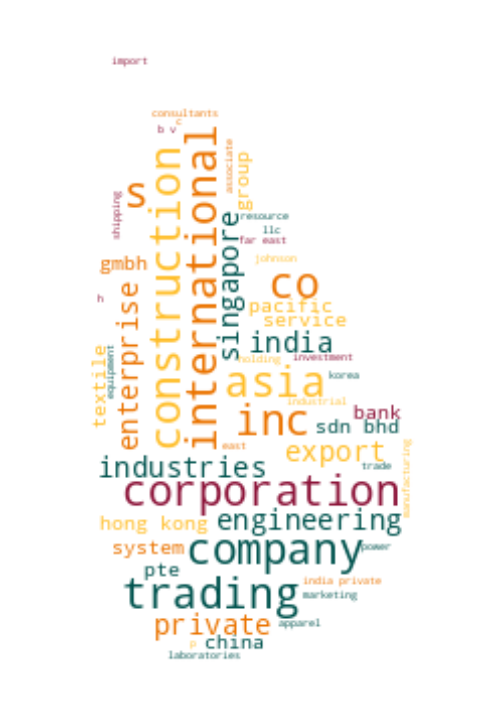 import
consultants
c
b v
international
construction
associate
group
s
shipping
resource
singapore
llc
far east
gmbh
johnson
co
h
enterprise
pacific
service
india
textile
equipment
holding
investment
asia
korea
industrial
inc
bank
sdn bhd
east
export
manufacturing
industries
trade
corporation
hong kong
engineering
system
company
power
pte
trading
india private
marketing
private
apparel
p
china
laboratories